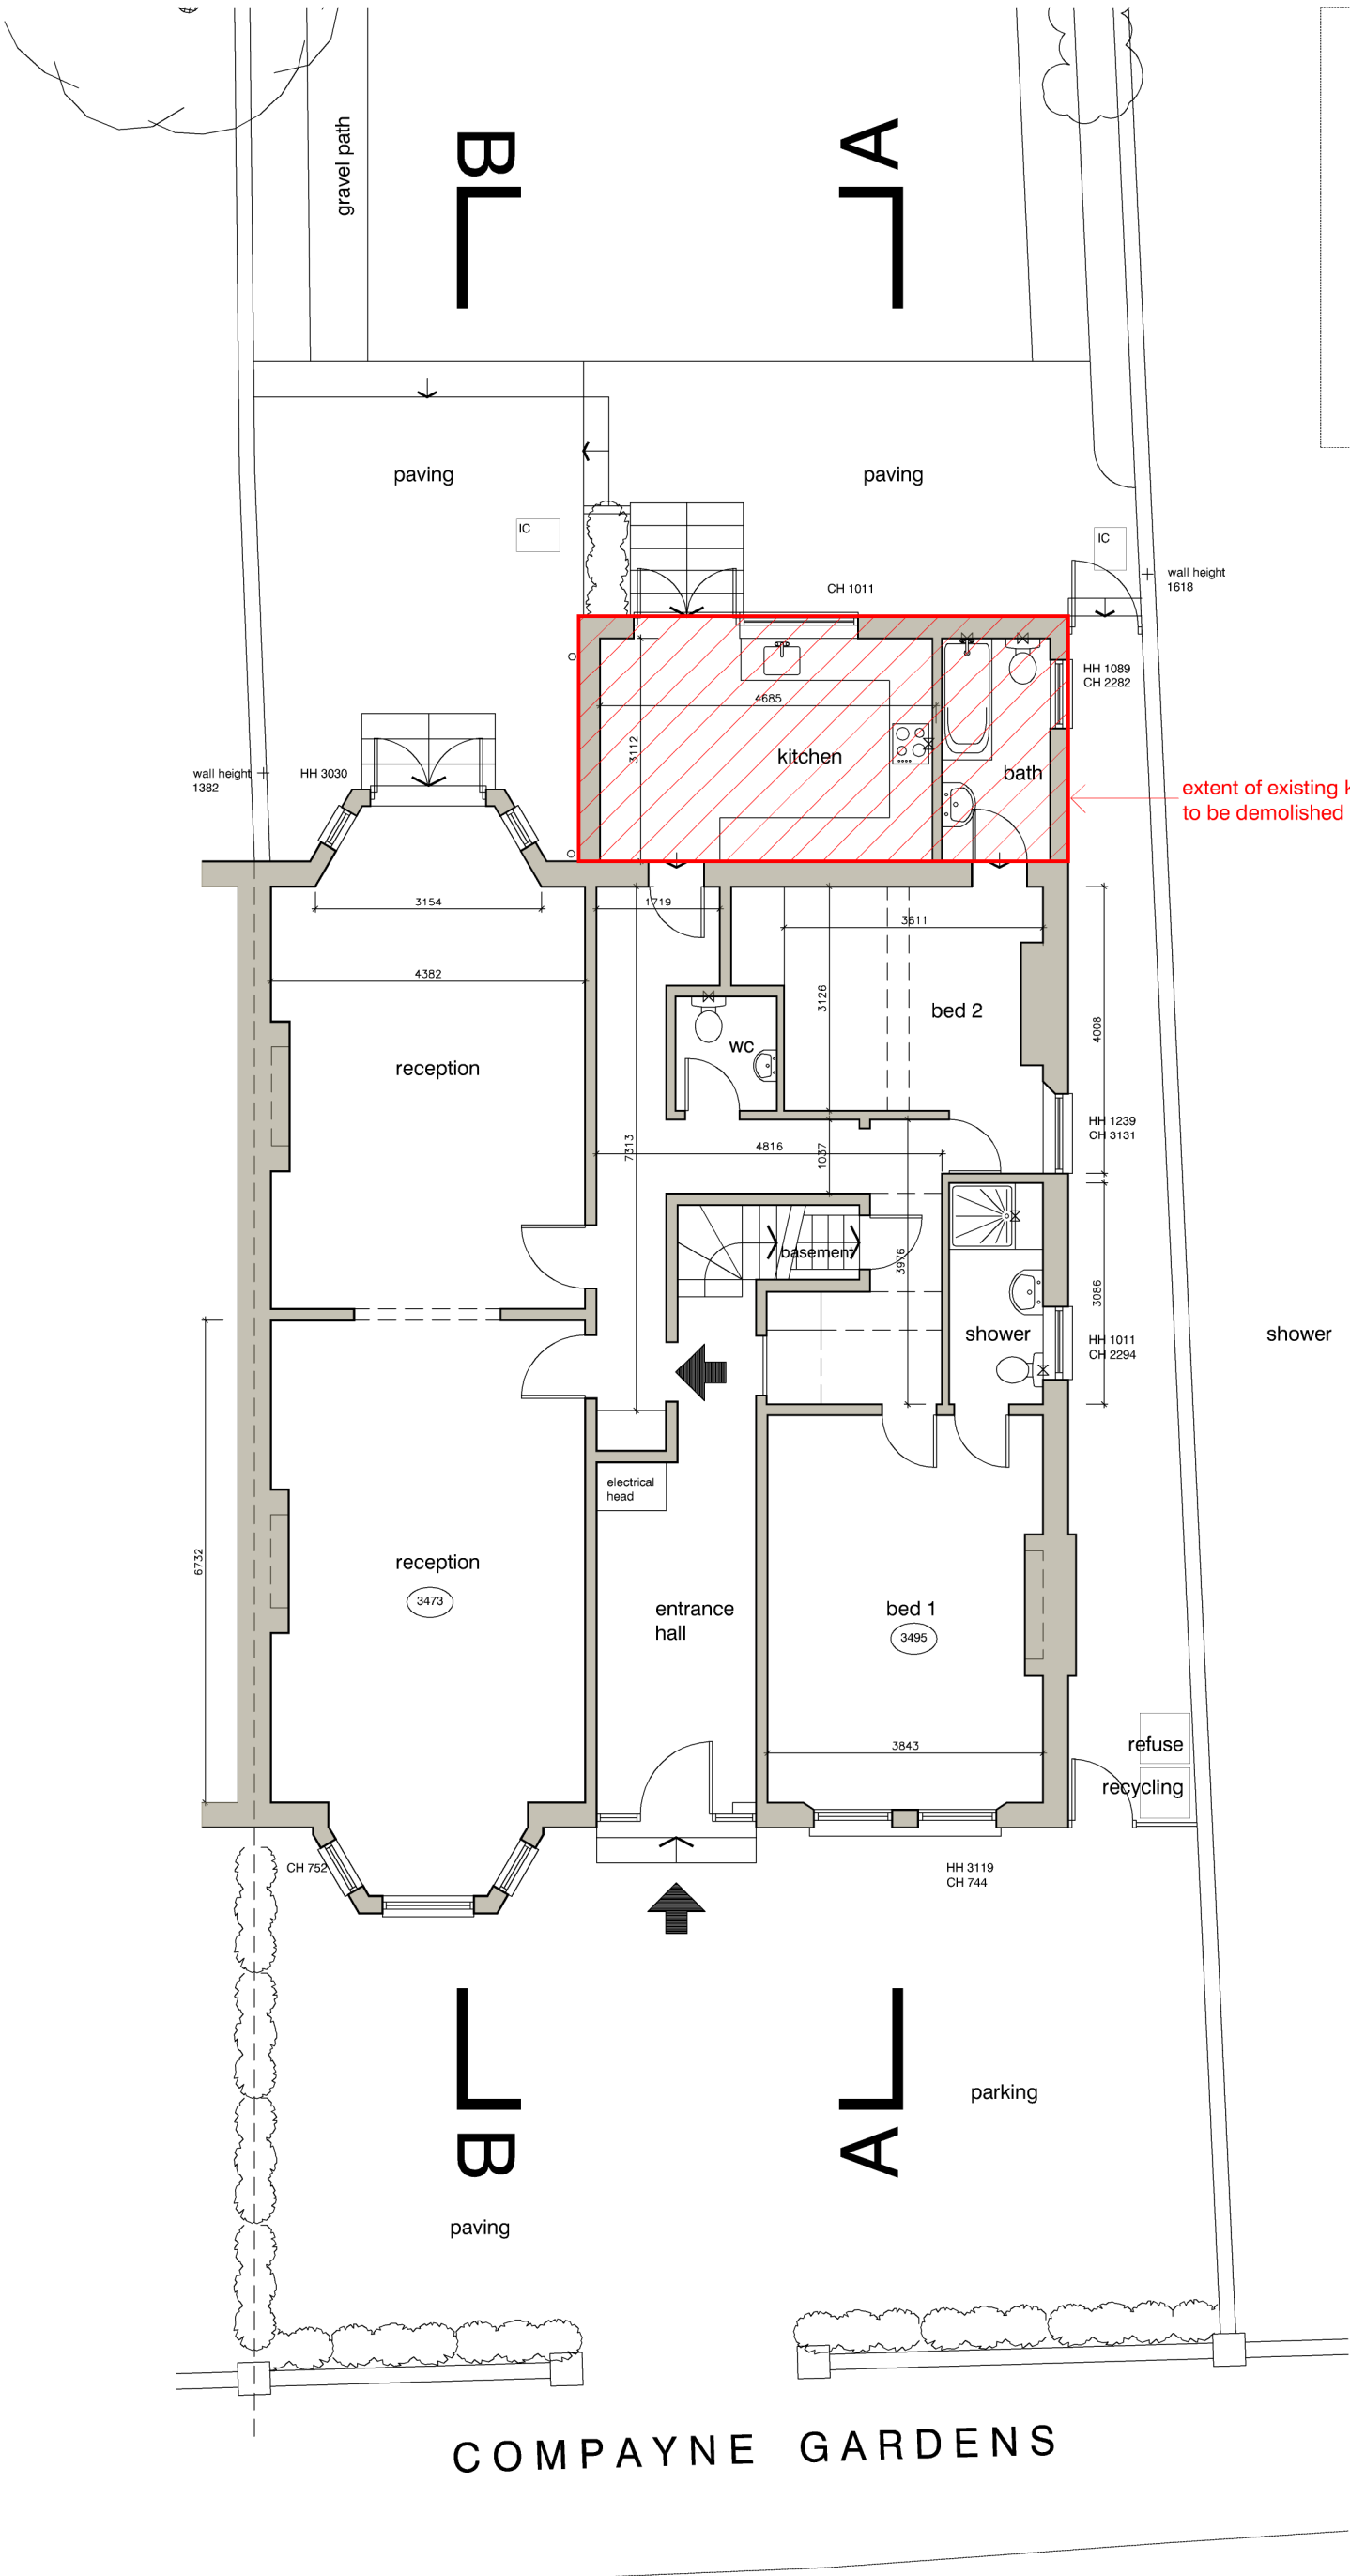 gravel path
B
A
paving
paving
IC
IC
wall height
1618
CH 1011
HH 1089
CH 2282
4685
3112
kitchen
bath
wall height
1382
HH 3030
extent of existing k
to be demolished
3154
1719
3611
4382
3126
bed 2
4008
wc
reception
HH 1239
CH 3131
7313
4816
1037
basement
3976
3086
shower
shower
HH 1011
CH 2294
electrical
head
6732
reception
3473
entrance
hall
bed 1
3495
3843
refuse
recycling
CH 752
HH 3119
CH 744
parking
B
A
paving
COMPAYNE GARDENS